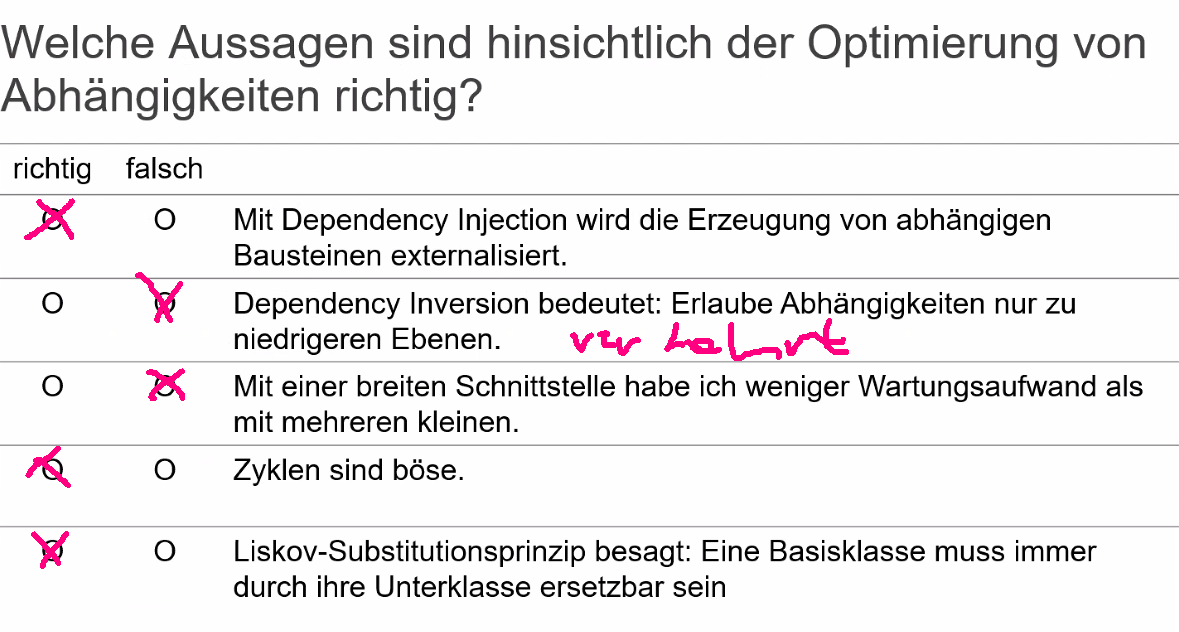 Welche Aussagen sind hinsichtlich der Optimierung von
Abhängigkeiten richtig?
richtig falsch
O O Mit Dependency Injection wird die Erzeugung von abhängigen
Bausteinen externalisiert.
O O Dependency Inversion bedeutet: Erlaube Abhängigkeiten nur zu
niedrigeren Ebenen.
O O Mit einer breiten Schnittstelle habe ich weniger Wartungsaufwand als
mit mehreren kleinen.
O O Zyklen sind böse.
O O Liskov-Substitutionsprinzip besagt: Eine Basisklasse muss immer
durch ihre Unterklasse ersetzbar sein